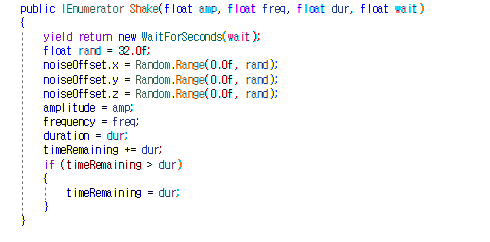 public IEnumerator Shake(float amp, float freq, float dur, float wait)
{
yield return new WaitForSeconds(wait);
float rand = 32.0f;
noiseOffset.x = Random.Range(0.0f, rand);
noiseOffset.y = Random.Range(0.0f, rand);
noiseOffset.z = Random.Range(0.0f, rand);
amplitude = amp;
frequency = freq;
duration = dur;
timeRemaining += dur;
if (timeRemaining > dur)
{
timeRemaining = dur;
}
}